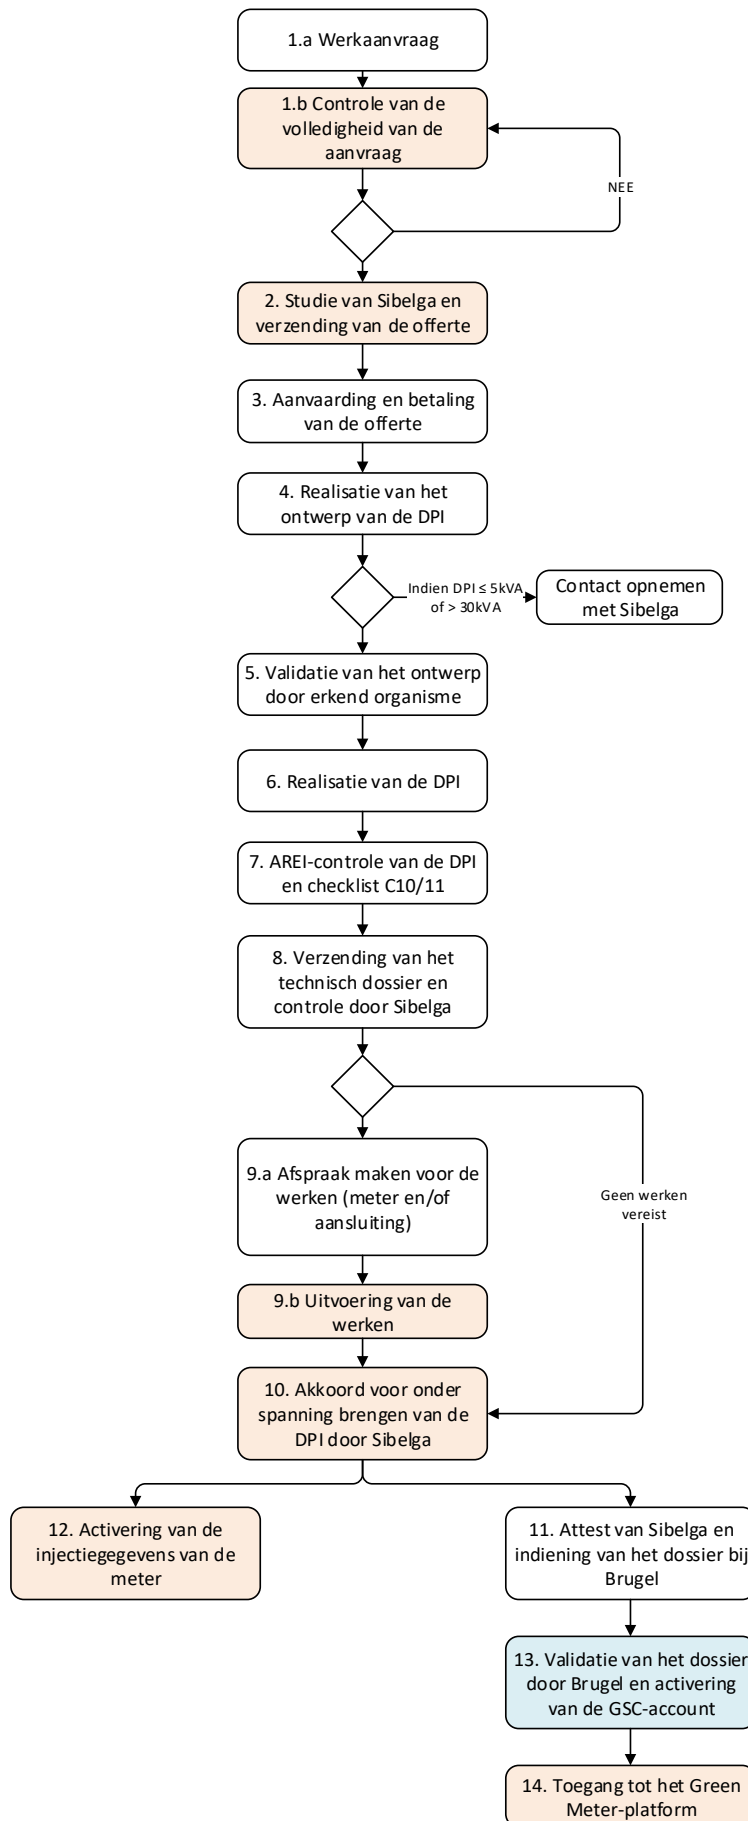 1.a Werkaanvraag
1.b Controle van de
volledigheid van de
aanvraag
NEE
2. Studie van Sibelga en
verzending van de offerte
3. Aanvaarding en betaling
van de offerte
4. Realisatie van het
ontwerp van de DPI
Indien DPI ≤ 5kVA
of > 30kVA
Contact opnemen
met Sibelga
5. Validatie van het ontwerp
door erkend organisme
6. Realisatie van de DPI
7. AREI-controle van de DPI
en checklist C10/11
8. Verzending van het
technisch dossier en
controle door Sibelga
9.a Afspraak maken voor de
werken (meter en/of
aansluiting)
Geen werken
vereist
9.b Uitvoering van de
werken
10. Akkoord voor onder
spanning brengen van de
DPI door Sibelga
12. Activering van de
injectiegegevens van de
meter
11. Attest van Sibelga en
indiening van het dossier bij
Brugel
13. Validatie van het dossier
door Brugel en activering
van de GSC-account
14. Toegang tot het Green
Meter-platform